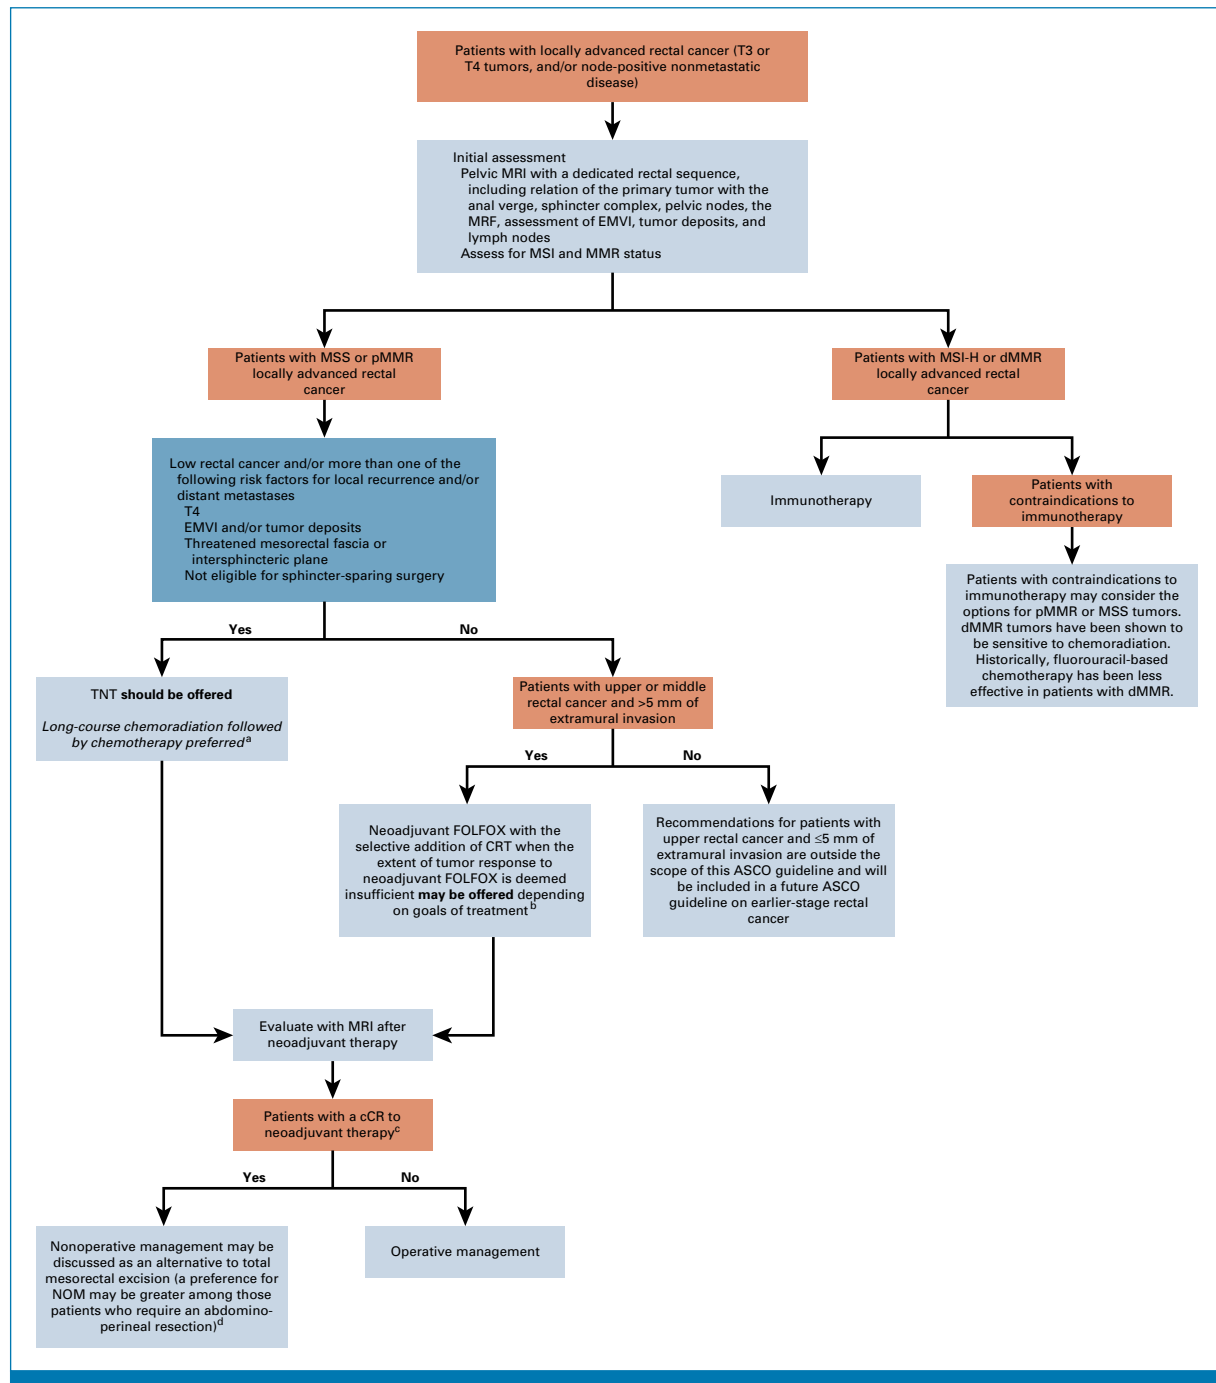 Patients with locally advanced rectal cancer (T3 or
T4 tumors, and/or node-positive nonmetastatic
disease)
Initial assessment
Pelvic MRI with a dedicated rectal sequence,
including relation of the primary tumor with the
anal verge, sphincter complex, pelvic nodes, the
MRF, assessment of EMVI, tumor deposits, and
lymph nodes
Assess for MSI and MMR status
Patients with MSS or pMMR
locally advanced rectal
cancer
Patients with MSI-H or dMMR
locally advanced rectal
cancer
Low rectal cancer and/or more than one of the
following risk factors for local recurrence and/or
distant metastases
T4
EMVI and/or tumor deposits
Threatened mesorectal fascia or
intersphincteric plane
Not eligible for sphincter-sparing surgery
Immunotherapy
Patients with
contraindications to
immunotherapy
Patients with contraindications to
immunotherapy may consider the
options for pMMR or MSS tumors.
dMMR tumors have been shown to
be sensitive to chemoradiation.
Historically, fluorouracil-based
chemotherapy has been less
effective in patients with dMMR.
Yes
No
TNT should be offered
Long-course chemoradiation followed
by chemotherapy preferred a
Patients with upper or middle
rectal cancer and >5 mm of
extramural invasion
Yes
No
Neoadjuvant FOLFOX with the
selective addition of CRT when the
extent of tumor response to
neoadjuvant FOLFOX is deemed
insufficient may be offered depending
on goals of treatment b
Recommendations for patients with
upper rectal cancer and ≤5 mm of
extramural invasion are outside the
scope of this ASCO guideline and will
be included in a future ASCO
guideline on earlier-stage rectal
cancer
Evaluate with MRI after
neoadjuvant therapy
Patients with a cCR to
neoadjuvant therapy c
Yes
No
Nonoperative management may be
discussed as an alternative to total
mesorectal excision (a preference for
NOM may be greater among those
patients who require an abdomino-
perineal resection) d
Operative management